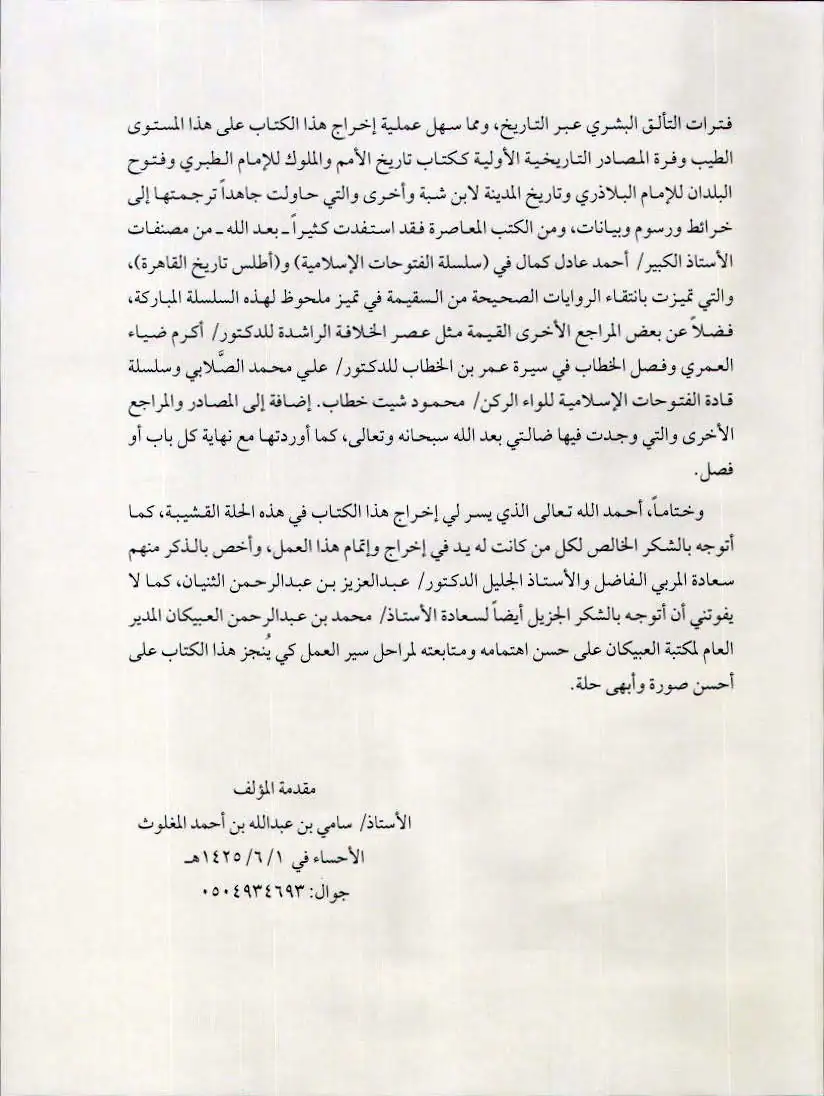 فترات التألق البشري عبر التاريخ، ومما سهل عملية إخراج هذا الكتاب على هذا المستوى
الطيب وفرة المصادر التاريخية الأولية ككتاب تاريخ الأمم والملوك للإمام الطبري وفتوح
البلدان للإمام البلاذري وتاريخ المدينة لابن شبة وأخرى والتي حاولت جاهداً ترجمتها إلى
خرائط ورسوم وبيانات، ومن الكتب المعاصرة فقد استفدت كثيراً ـ بعد الله ـ من مصنفات
الأستاذ الكبير/ أحمد عادل كمال في (سلسلة الفتوحات الإسلامية) و(أطلس تاريخ القاهرة)،
والتي تميزت بانتقاء الروايات الصحيحة من السقيمة في تميز ملحوظ لهذه السلسلة المباركة،
فضلاً عن بعض المراجع الأخرى القيمة مثل عصر الخلافة الراشدة للدكتور/ أكرم ضياء
العمري وفصل الخطاب في سيرة عمر بن الخطاب للدكتور/ علي محمد الصَّلابي وسلسلة
قادة الفتوحات الإسلامية للواء الركن/ محمود شيت خطاب. إضافة إلى المصادر والمراجع
الأخرى والتي وجدت فيها ضالتي بعد الله سبحانه وتعالى، كما أوردتها مع نهاية كل باب أو
فصل.
وختاماً، أحمد الله تعالى الذي يسر لي إخراج هذا الكتاب في هذه الحلة القشيبة، كما
أتوجه بالشكر الخالص لكل من كانت له يد في إخراج وإتمام هذا العمل، وأخص بالذكر منهم
سعادة المربي الفاضل والأستاذ الجليل الدكتور/ عبدالعزيز بن عبدالرحمن الثنيان، كما لا
يفوتني أن أتوجه بالشكر الجزيل أيضاً لسعادة الأستاذ/ محمد بن عبدالرحمن العبيكان المدير
العام لمكتبة العبيكان على حسن اهتمامه ومتابعته لمراحل سير العمل كي يُنجز هذا الكتاب على
أحسن صورة وأبهى حلة.
مقدمة المؤلف
الأستاذ/ سامي بن عبدالله بن أحمد المغلوث
الأحساء في ١/ ٦/ ١٤٢٥هـ
جوال: ٠٥٠٤٩٣٤٦٩٣